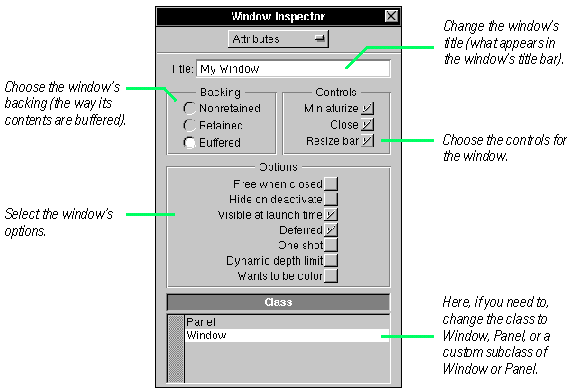 Window Inspector
Attributes
Title: My Window
Change the window's
title (what appears in
the window's title bar).
Choose the window's
backing (the way its
contents are buffered).
Backing
Nonretained
Retained
Buffered
Controls
Miniaturize
Close
Resize bar
Choose the controls for
the window.
Options
Free when closed
Hide on deactivate
Visible at launch time
Deferred
One shot
Dynamic depth limit
Wants to be color
Select the window's
options.
Class
Panel
Window
Here, if you need to,
change the class to
Window, Panel, or a
custom subclass of
Window or Panel.